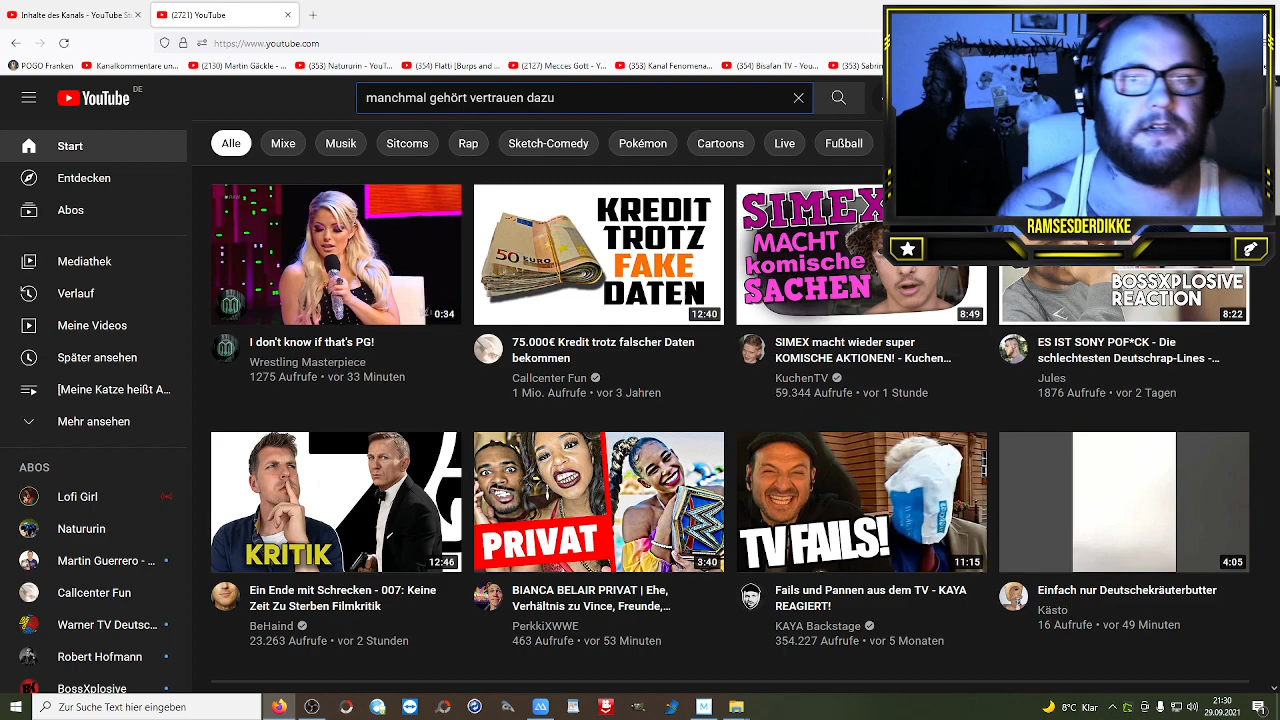 Inhalte des Kanals - YouTube St
(2721) YouTube
https://www.youtube.com
POGO Franken
Kanalkommentare un...
(2130) Martin Gäckle -...
(354) Flatti [Burps and ...
(2127) Meckes Gott - Y...
(353) Kanal Fenomena...
(354) Bisafan TV - You...
YouTube DE
manchmal gehört vertrauen dazu
RAMSESDERDIKKE
Start
Entdecken
Abos
Mediathek
Verlauf
Meine Videos
Später ansehen
[Meine Katze heißt A...
Mehr ansehen
ABOS
Lofi Girl
Natururin
Martin Guerrero - ...
Callcenter Fun
Warner TV Deutsc...
Robert Hofmann
BossXplosive
Alle
Mixe
Musik
Sitcoms
Sketch-Comedy
Pokémon
Cartoons
Live
Fußball
10:34
KREDIT
TROTZ
FAKE
DATEN
12:40
SIMEX
MACHT
komische
SACHEN
8:49
BOSSXPLOSIVE
REACTION
8:22
I don't know if that's PG!
Wrestling Masterpiece
1275 Aufrufe • vor 33 Minuten
75.000€ Kredit trotz falscher Daten
bekommen
Callcenter Fun
1 Mio. Aufrufe • vor 3 Jahren
SIMEX macht wieder super
KOMISCHE AKTIONEN! - Kuchen...
KuchenTV
59.344 Aufrufe • vor 1 Stunde
ES IST SONY POF*CK - Die
schlechtesten Deutschrap-Lines -...
Jules
1876 Aufrufe • vor 2 Tagen
KRITIK
12:46
PRIVAT
3:40
TV FAILS!
11:15
4:05
Ein Ende mit Schrecken - 007: Keine
Zeit Zu Sterben Filmkritik
BeHaind
23.263 Aufrufe • vor 2 Stunden
BIANCA BELAIR PRIVAT | Ehe,
Verhältnis zu Vince, Freunde,...
PerkkiXWWE
463 Aufrufe • vor 53 Minuten
Fails und Pannen aus dem TV - KAYA
REAGIERT!
KAYA Backstage
354.227 Aufrufe • vor 5 Monaten
Einfach nur Deutschekräuterbutter
Kästo
16 Aufrufe • vor 49 Minuten
Zur Suche Text hier eingeben
8°C Klar
21:30
29.09.2021